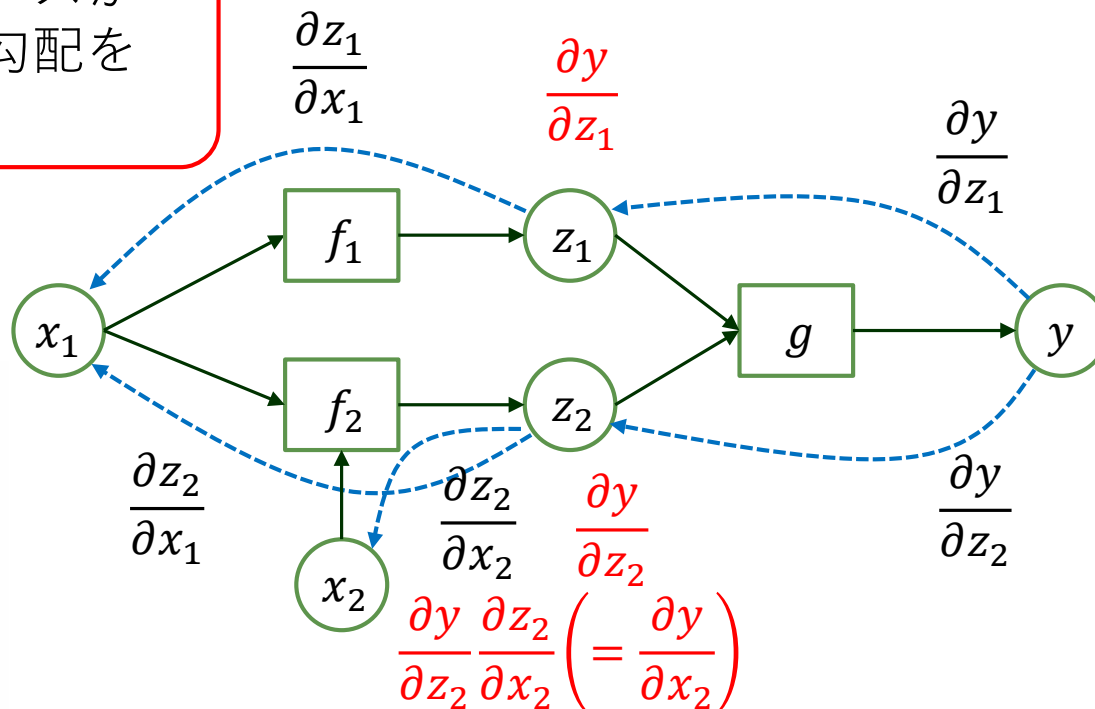 勾配を
∂z₁/∂x₁
∂y/∂z₁
∂y/∂z₁
f₁
z₁
x₁
g
y
f₂
z₂
∂z₂/∂x₁
∂z₂/∂x₂
∂y/∂z₂
∂y/∂z₂
x₂
∂y/∂z₂ ∂z₂/∂x₂ (= ∂y/∂x₂)